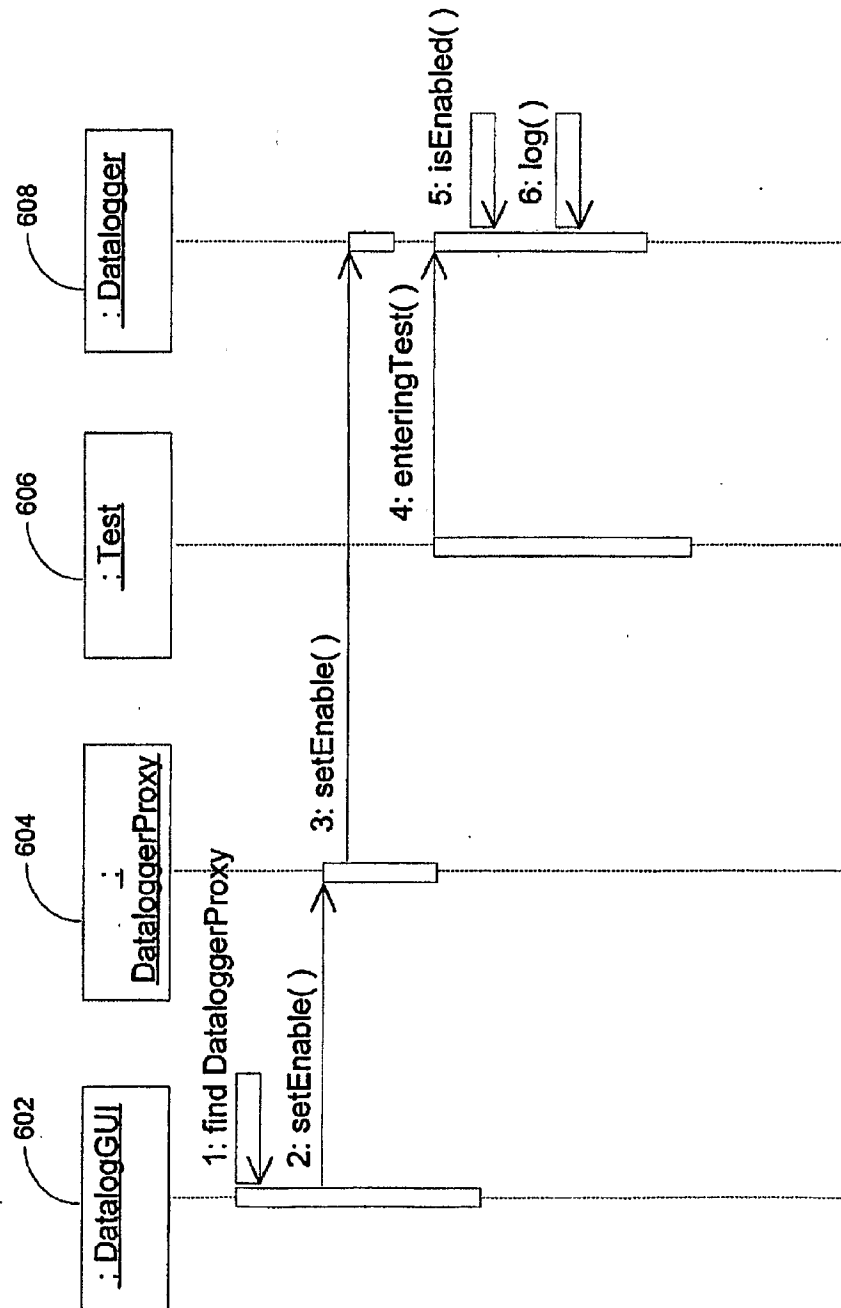 602
: DatalogGUI
604
:
DataloggerProxy
606
: Test
608
: Datalogger
1: find DataloggerProxy
2: setEnable( )
3: setEnable( )
4: enteringTest( )
5: isEnabled( )
6: log( )